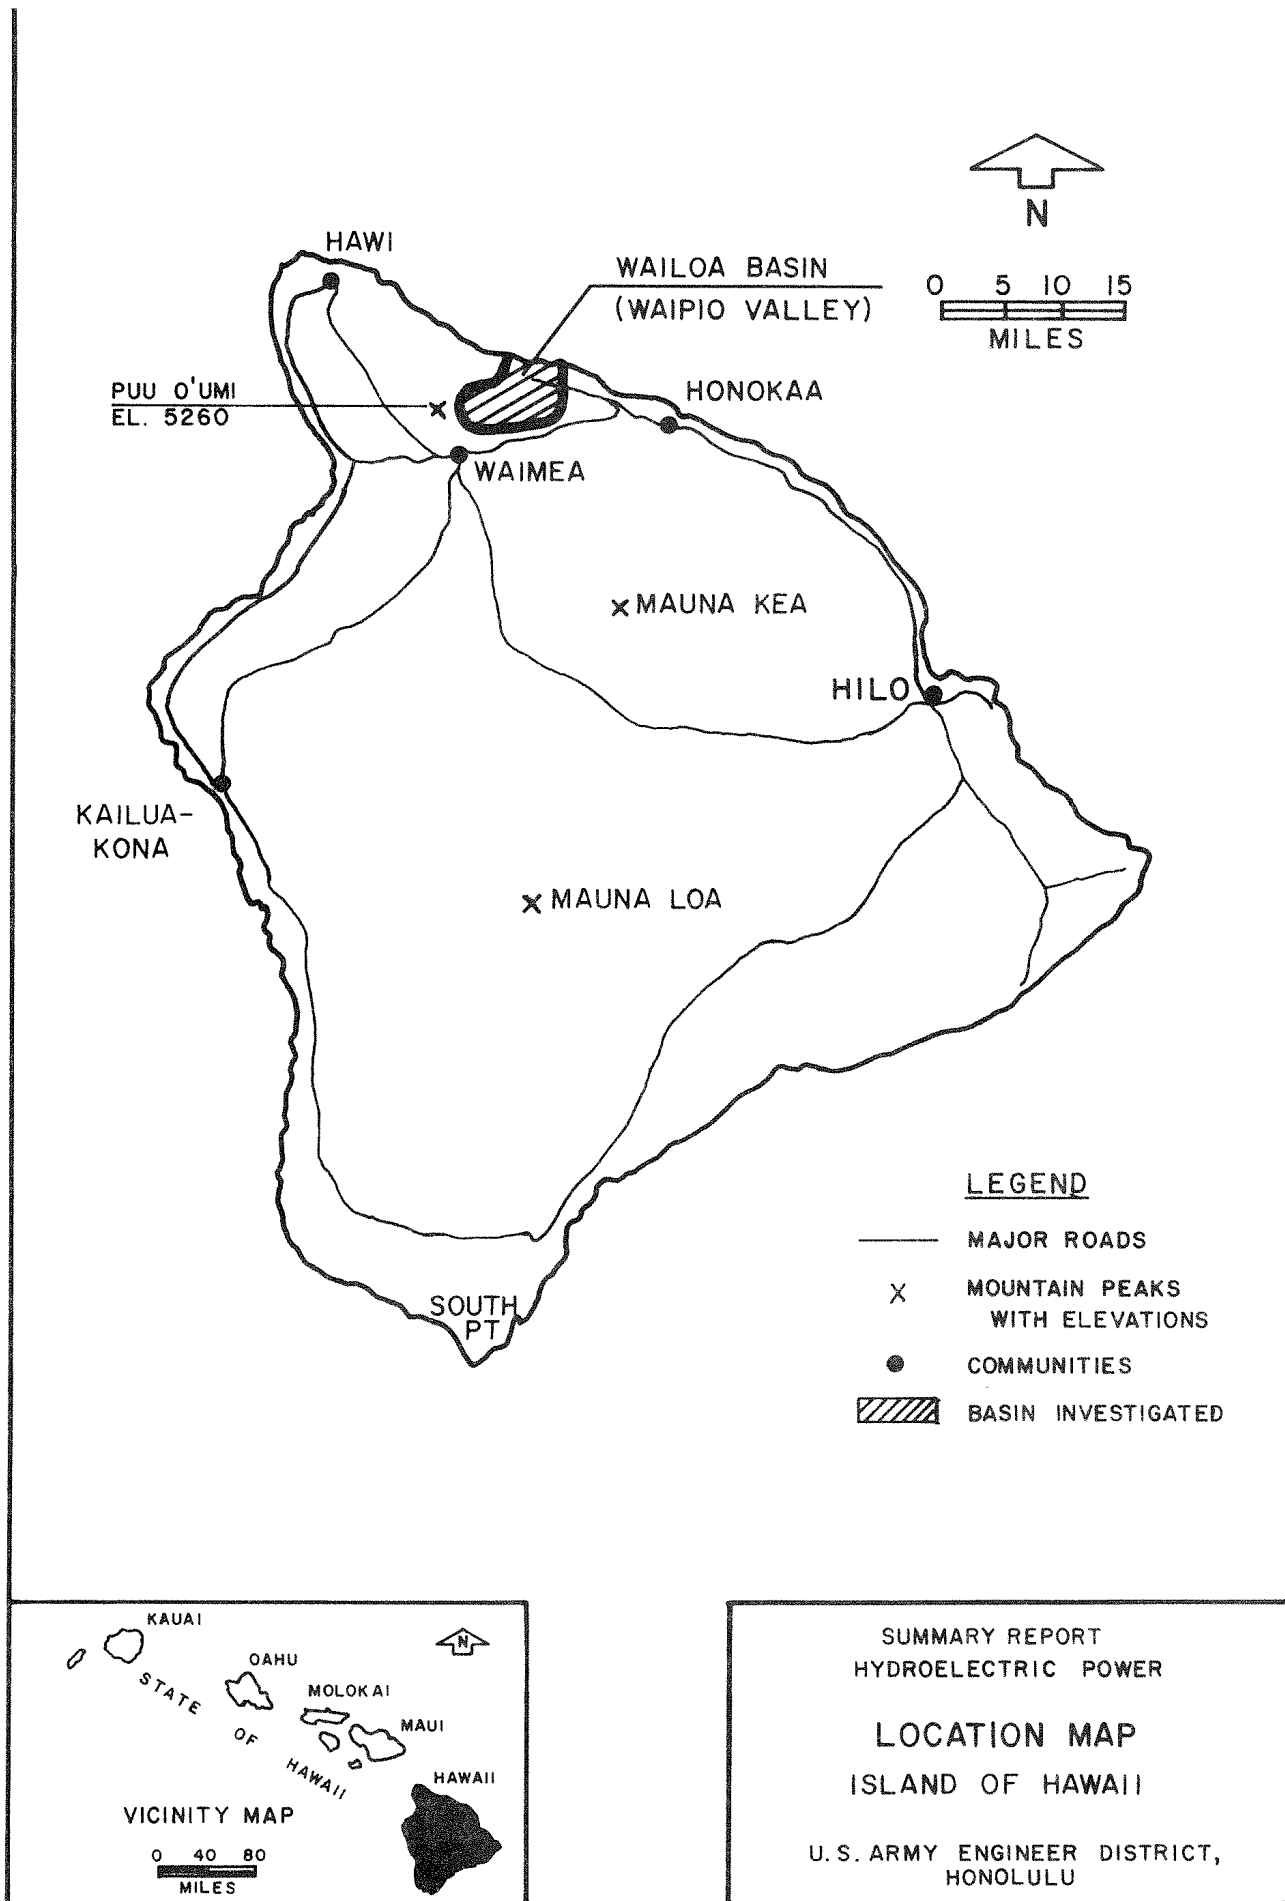 N
HAWI
WAILOA BASIN
(WAIPIO VALLEY)
0 5 10 15
MILES
PUU O'UMI
EL. 5260
HONOKAA
WAIMEA
MAUNA KEA
HILO
KAILUA-
KONA
MAUNA LOA
SOUTH
PT
LEGEND
MAJOR ROADS
MOUNTAIN PEAKS
WITH ELEVATIONS
COMMUNITIES
BASIN INVESTIGATED
KAUAI
N
OAHU
MOLOKAI
MAUI
STATE OF HAWAII
HAWAII
VICINITY MAP
0 40 80
MILES
SUMMARY REPORT
HYDROELECTRIC POWER
LOCATION MAP
ISLAND OF HAWAII
U.S. ARMY ENGINEER DISTRICT,
HONOLULU